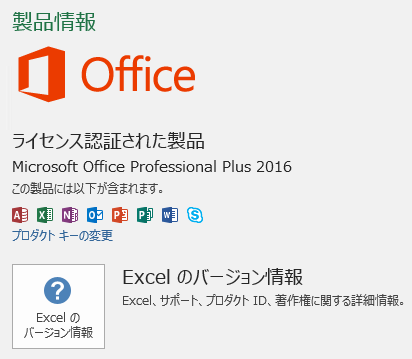 製品情報
Office
ライセンス認証された製品
Microsoft Office Professional Plus 2016
この製品には以下が含まれます。
A X N O P P W S
プロダクト キーの変更
?
Excel の
バージョン情報
Excel のバージョン情報
Excel、サポート、プロダクト ID、著作権に関する詳細情報。